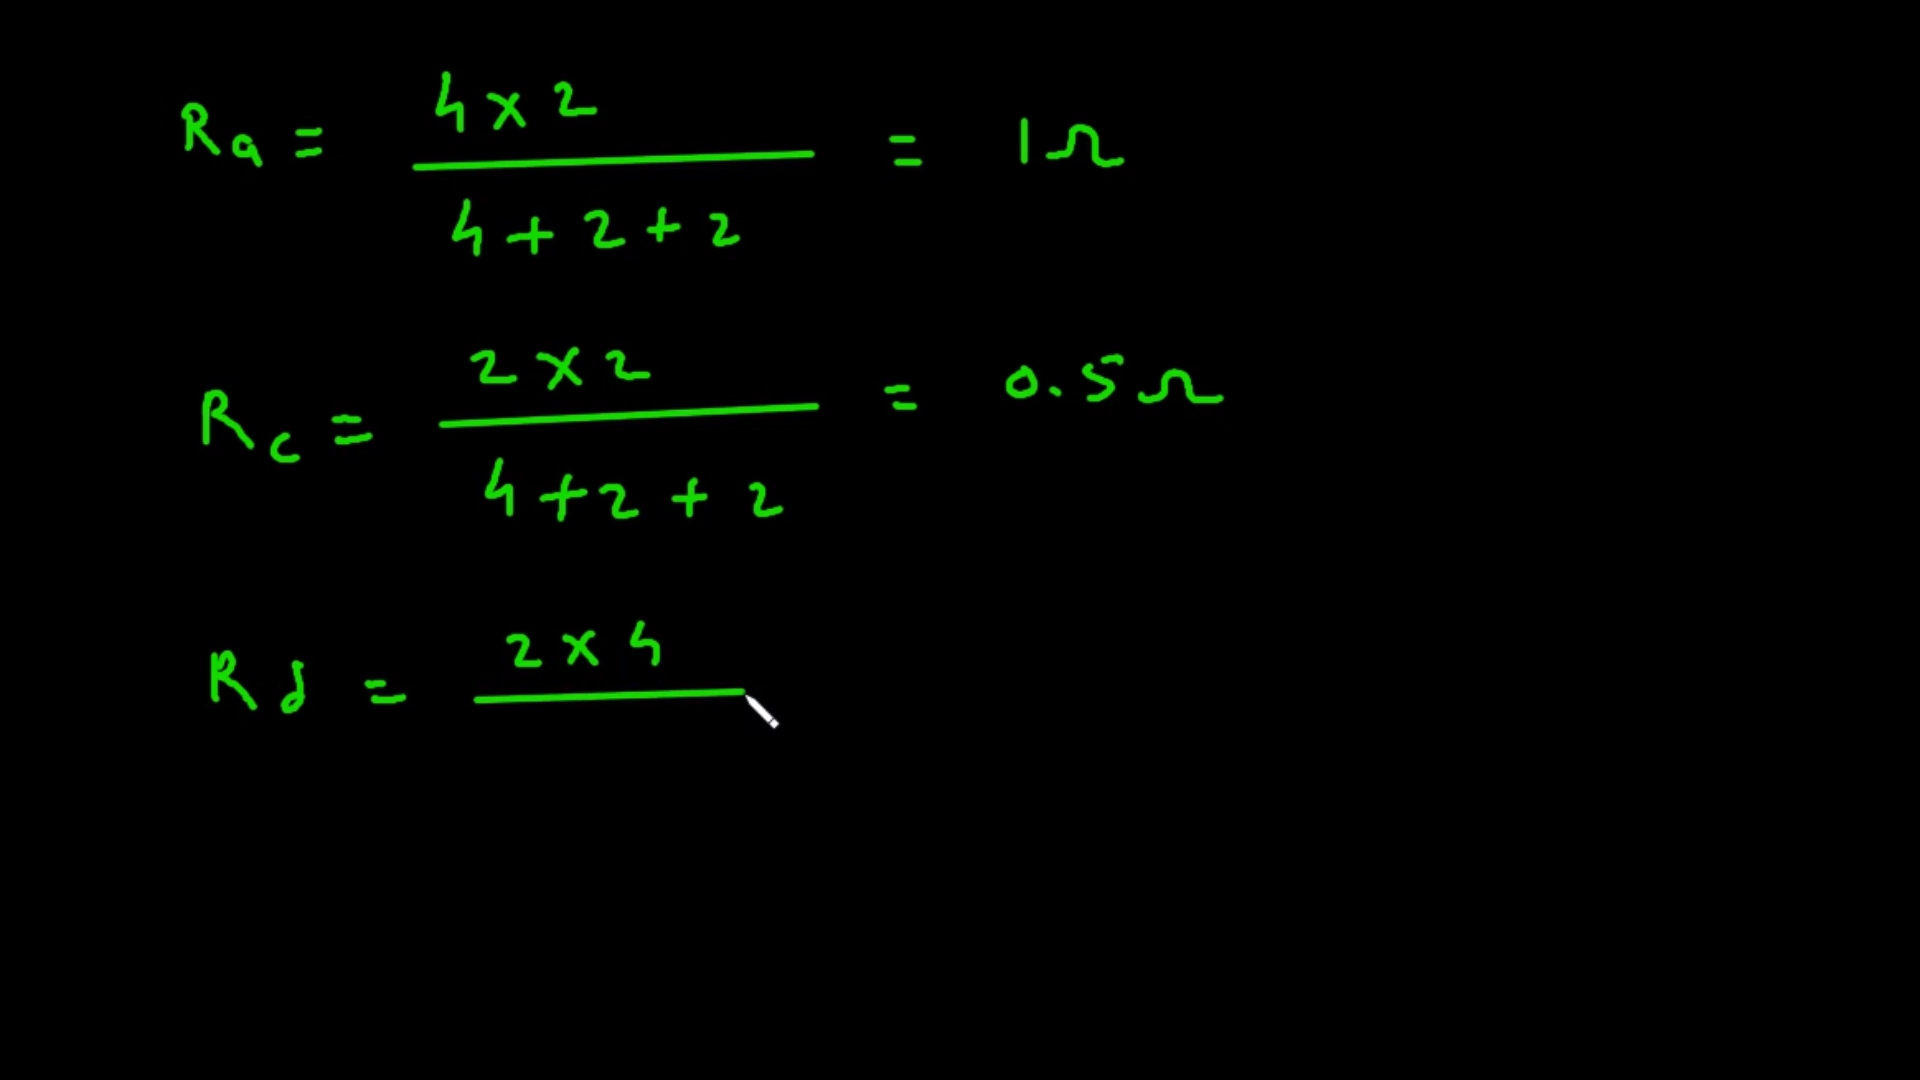 Ra = 4 x 2 / 4 + 2 + 2 = 1Ω
Rc = 2 x 2 / 4 + 2 + 2 = 0.5Ω
Rd = 2 x 4